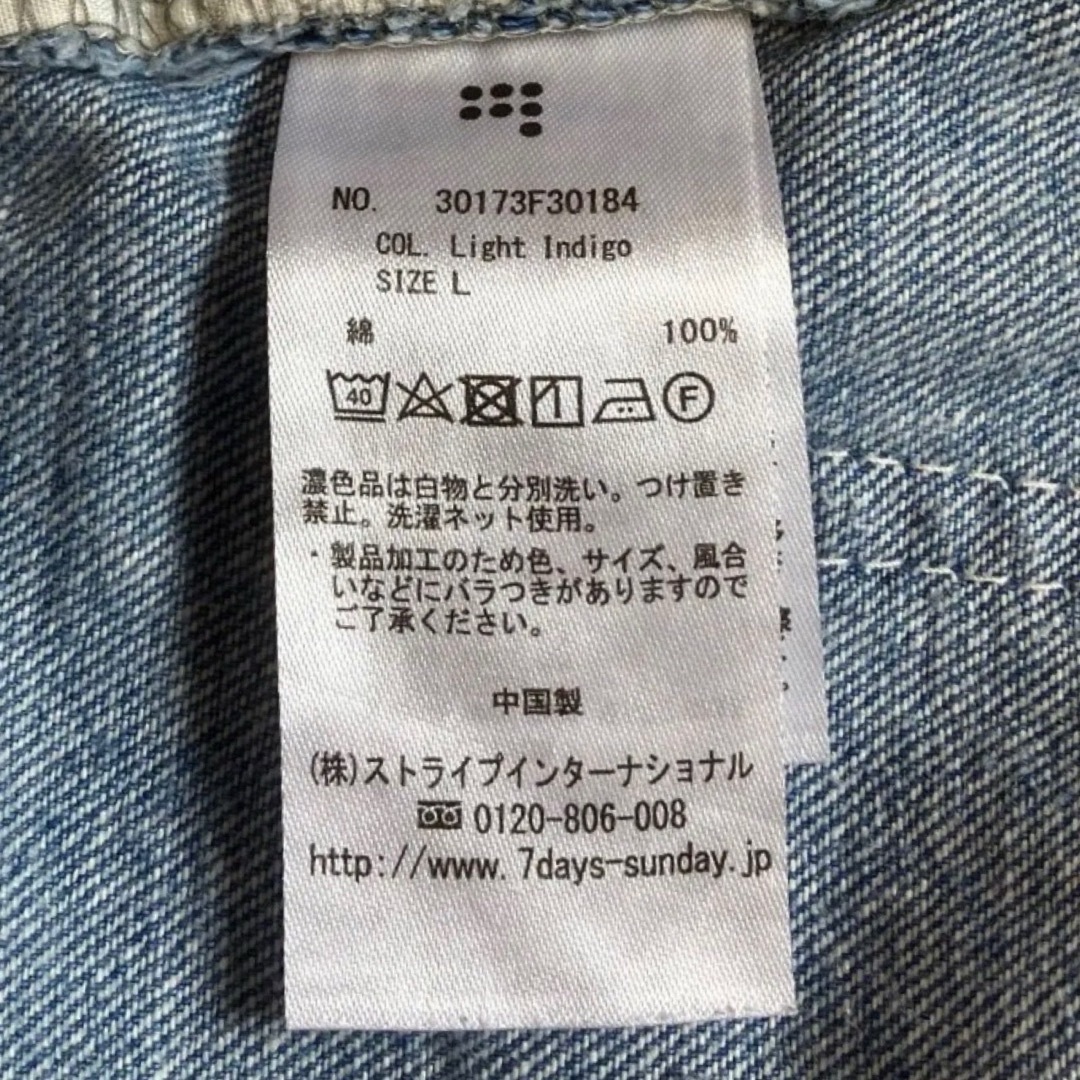 NO. 30173F30184
COL. Light Indigo
SIZE L
綿 100%
40 F
濃色品は白物と分別洗い。つけ置き
禁止。洗濯ネット使用。
・製品加工のため色、サイズ、風合
いなどにバラつきがありますので
ご了承ください。
中国製
(株)ストライプインターナショナル
0120-806-008
http://www.7days-sunday.jp